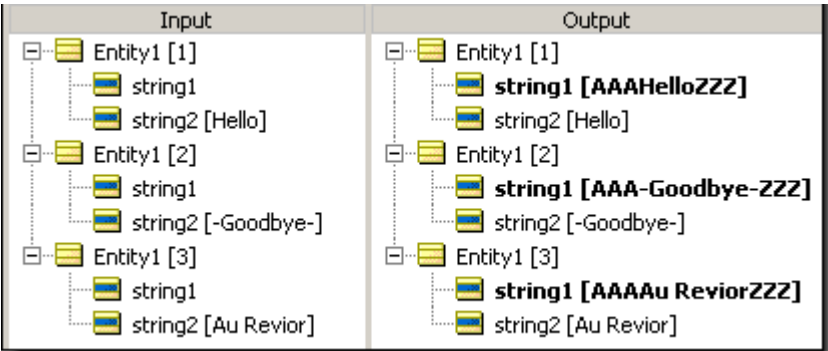 Input
Entity1 [1]
string1
string2 [Hello]
Entity1 [2]
string1
string2 [-Goodbye-]
Entity1 [3]
string1
string2 [Au Revior]
Output
Entity1 [1]
string1 [AAAHelloZZZ]
string2 [Hello]
Entity1 [2]
string1 [AAA-Goodbye-ZZZ]
string2 [-Goodbye-]
Entity1 [3]
string1 [AAAAu ReviorZZZ]
string2 [Au Revior]